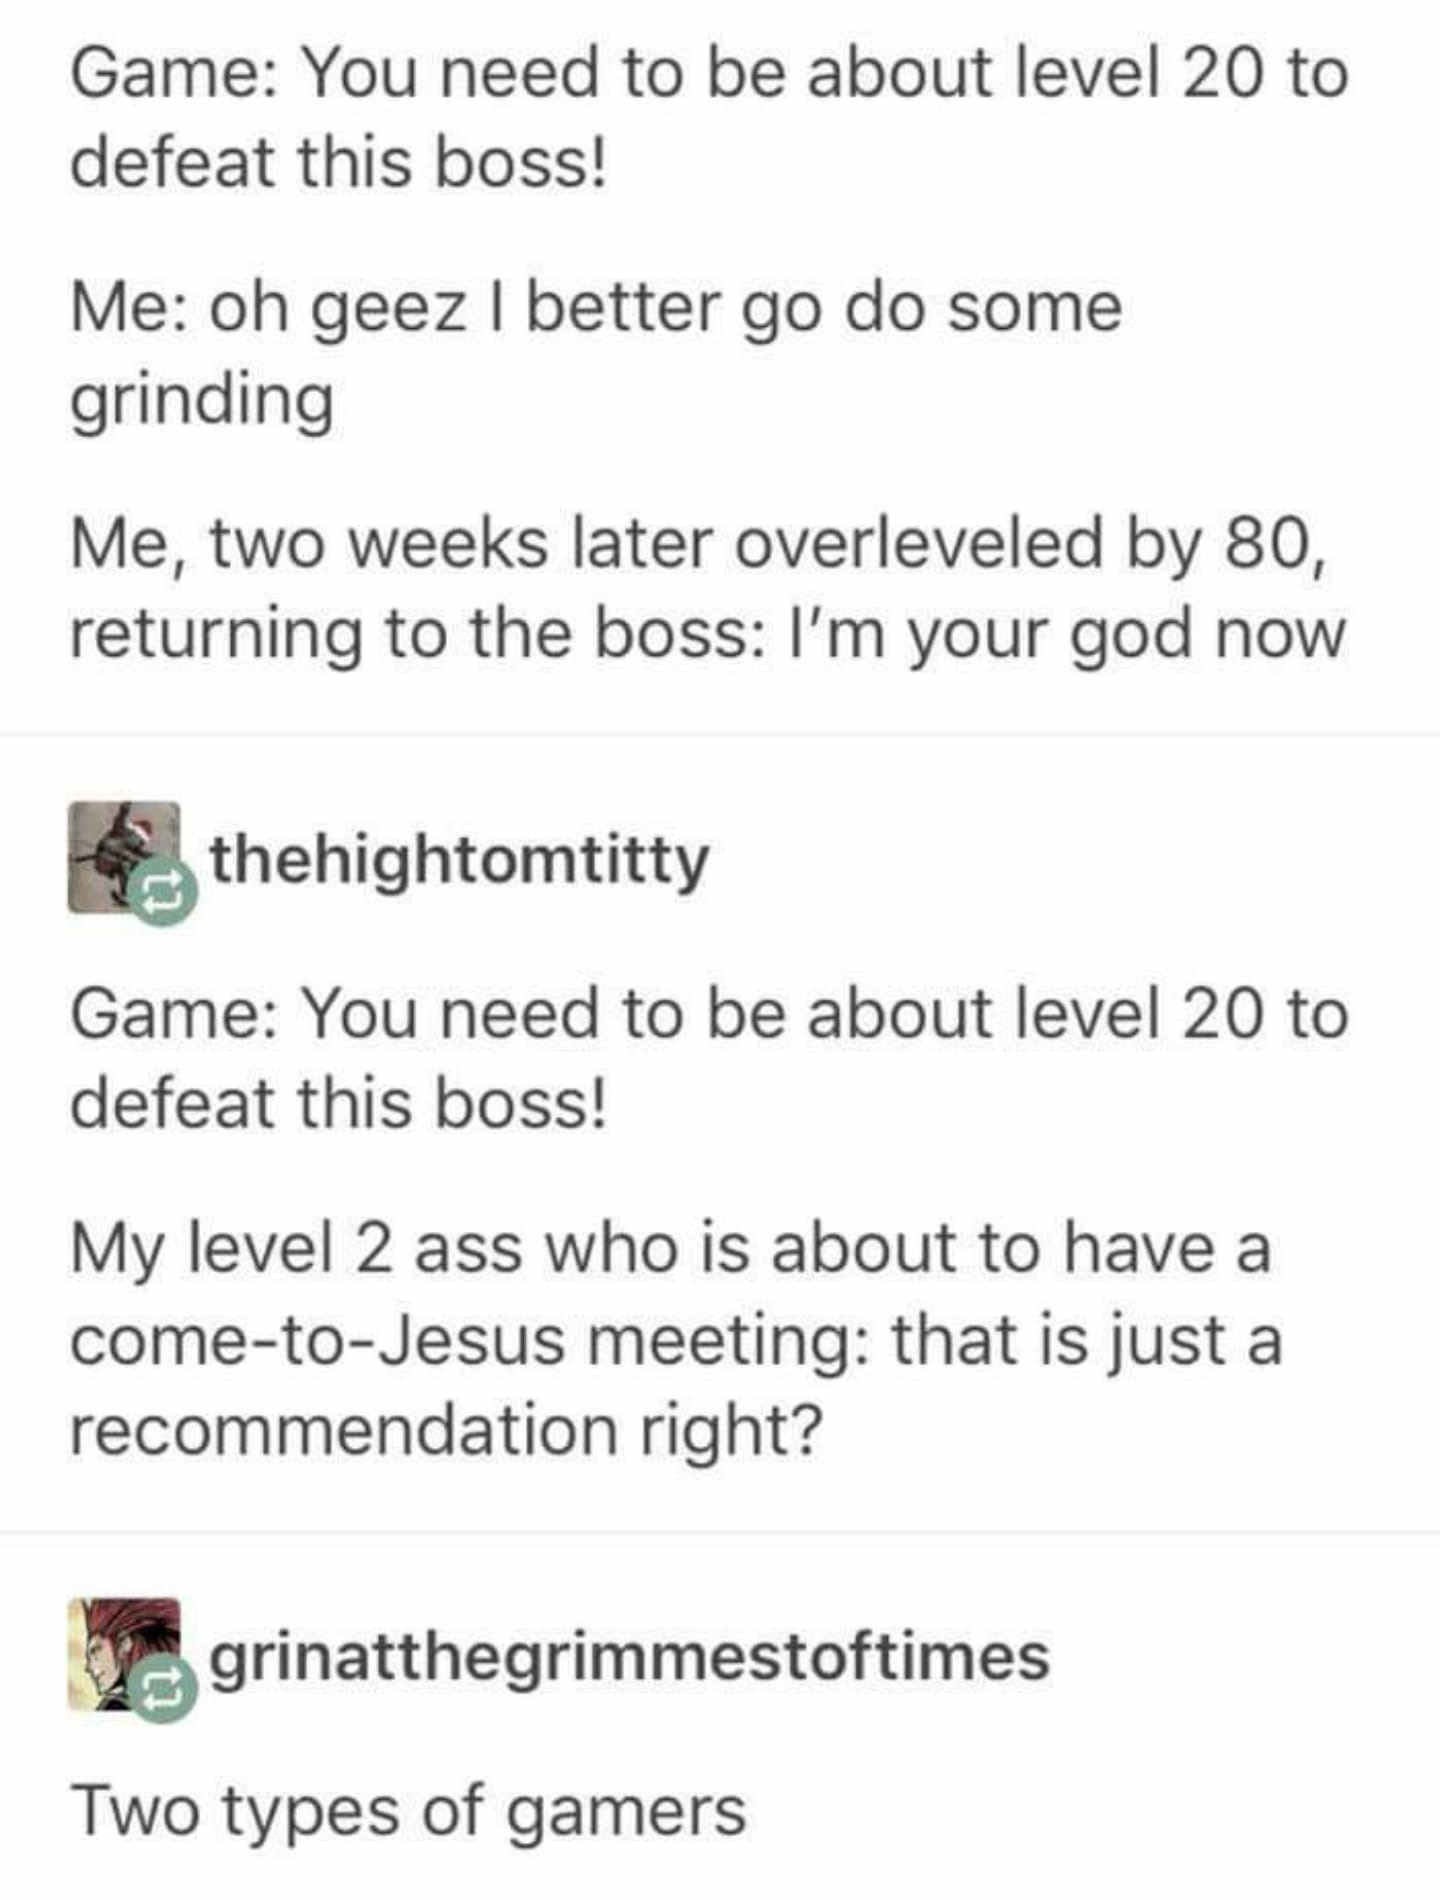 Game: You need to be about level 20 to
defeat this boss!
Me: oh geez I better go do some
grinding
Me, two weeks later overleveled by 80,
returning to the boss: I'm your god now
thehightomtitty
Game: You need to be about level 20 to
defeat this boss!
My level 2 ass who is about to have a
come-to-Jesus meeting: that is just a
recommendation right?
grinatthegrimmestoftimes
Two types of gamers